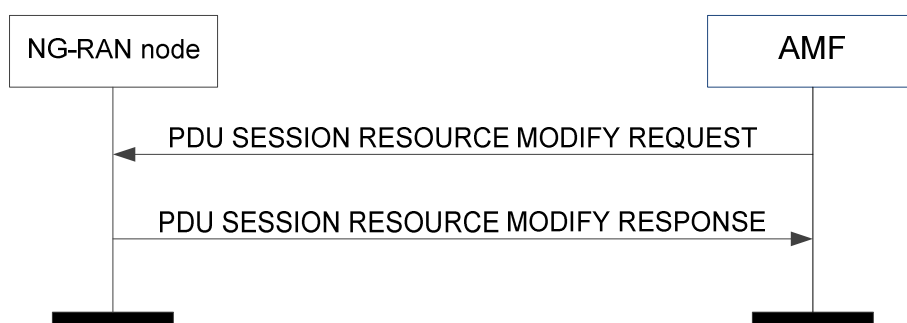 NG-RAN node
AMF
PDU SESSION RESOURCE MODIFY REQUEST
PDU SESSION RESOURCE MODIFY RESPONSE